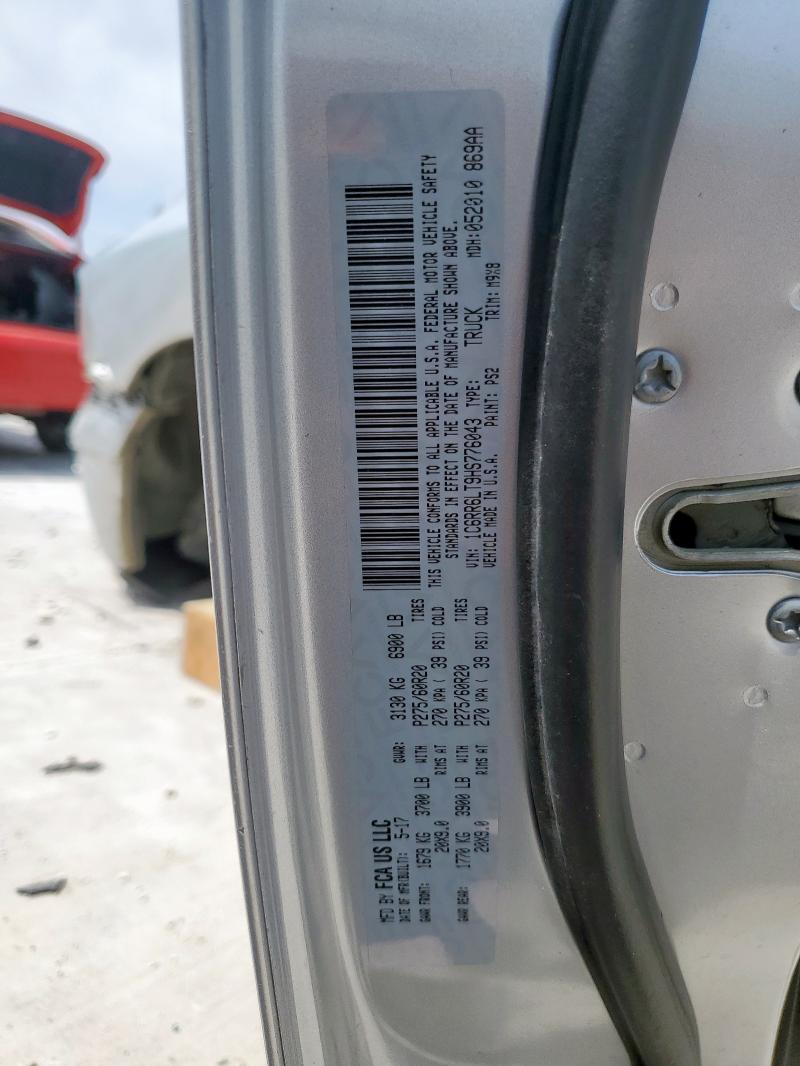 MFD BY FCA US LLC
DATE OF MFR(BUILT): 5-17 GVWR: 3130 KG 6900 LB
GAWR FRONT: 1679 KG 3700 LB WITH P275/60R20 TIRES
20X9.0 RIMS AT 270 KPA ( 39 PSI) COLD
GAWR REAR: 1770 KG 3900 LB WITH P275/60R20 TIRES
20X9.0 RIMS AT 270 KPA ( 39 PSI) COLD
THIS VEHICLE CONFORMS TO ALL APPLICABLE U.S.A. FEDERAL MOTOR VEHICLE SAFETY
STANDARDS IN EFFECT ON THE DATE OF MANUFACTURE SHOWN ABOVE.
VIN: 1C6RR6LT9HS776043 TYPE: TRUCK MDH:052010 869AA
VEHICLE MADE IN U.S.A. PAINT: PS2 TRIM: M9X8